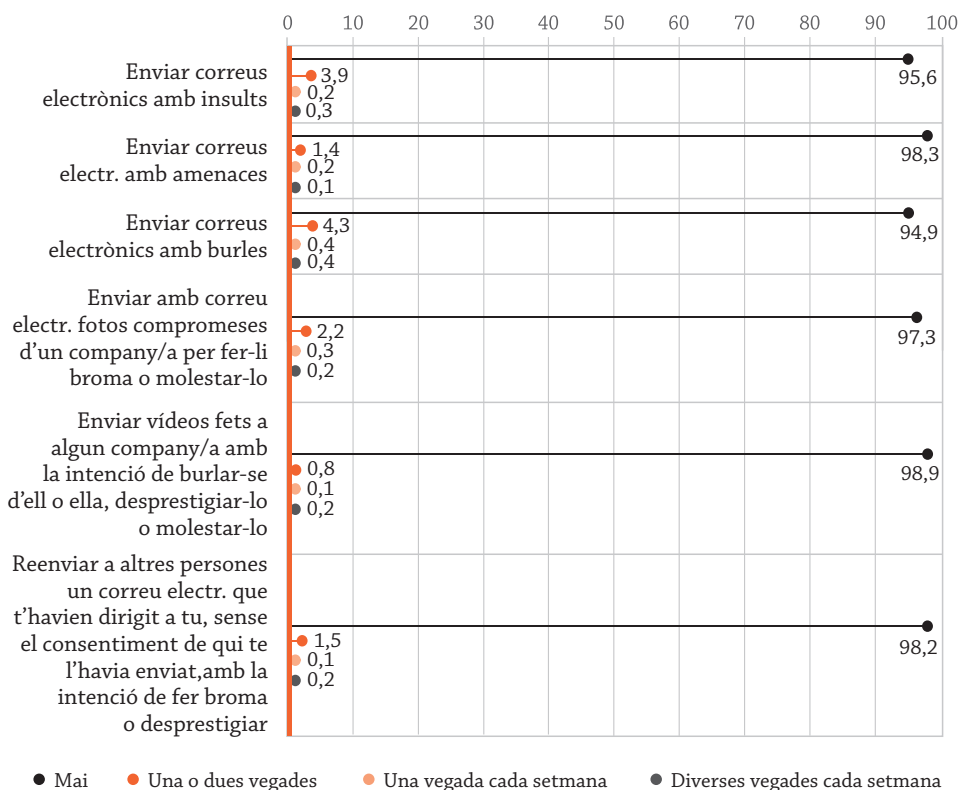 0 10 20 30 40 50 60 70 80 90 100
Enviar correus
electrònics amb insults
95,6
3,9
0,2
0,3
Enviar correus
electr. amb amenaces
98,3
1,4
0,2
0,1
Enviar correus
electrònics amb burles
94,9
4,3
0,4
0,4
Enviar amb correu
electr. fotos compromeses
d'un company/a per fer-li
broma o molestar-lo
97,3
2,2
0,3
0,2
Enviar vídeos fets a
algun company/a amb
la intenció de burlar-se
d'ell o ella, desprestigiar-lo
o molestar-lo
98,9
0,8
0,1
0,2
Reenviar a altres persones
un correu electr. que
t'havien dirigit a tu, sense
el consentiment de qui te
l'havia enviat,amb la
intenció de fer broma
o desprestigiar
98,2
1,5
0,1
0,2
Mai Una o dues vegades Una vegada cada setmana Diverses vegades cada setmana